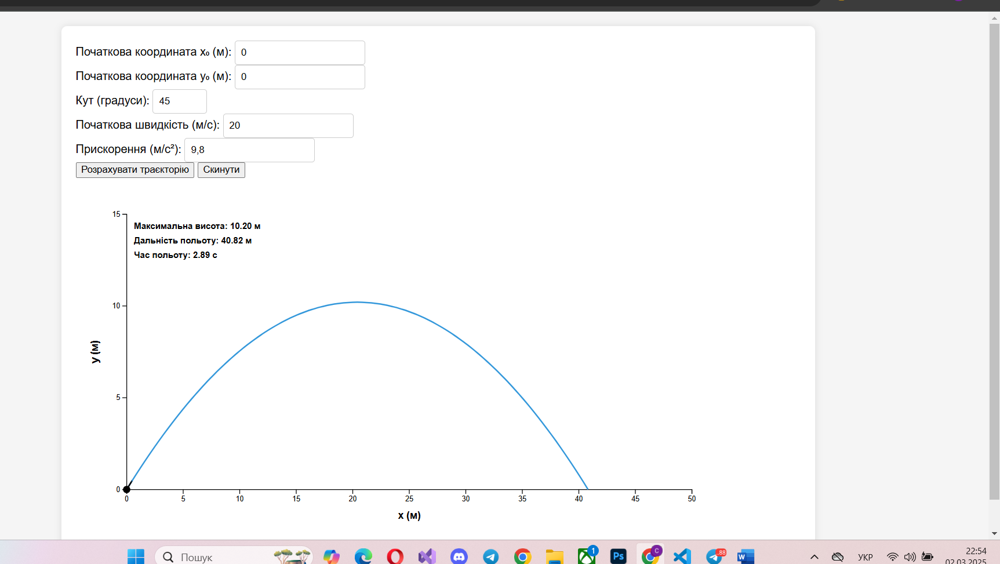 Початкова координата x₀ (м): 0
Початкова координата y₀ (м): 0
Кут (градуси): 45
Початкова швидкість (м/с): 20
Прискорення (м/с²): 9,8
Розрахувати траєкторію Скинути
15
Максимальна висота: 10.20 м
Дальність польоту: 40.82 м
Час польоту: 2.89 с
10
y (м)
5
0
0 5 10 15 20 25 30 35 40 45 50
x (м)
Пошук
1
Ps
C
88
W
УКР
22:54
02.03.2025